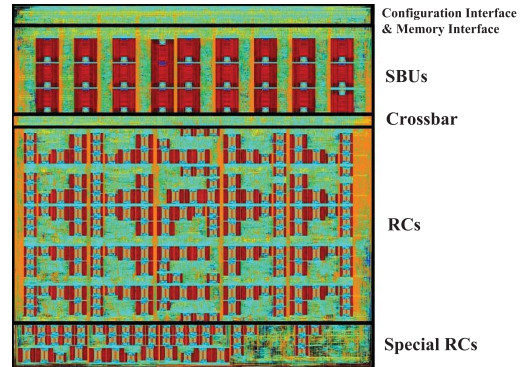 Configuration Interface
& Memory Interface
SBUs
Crossbar
RCs
Special RCs